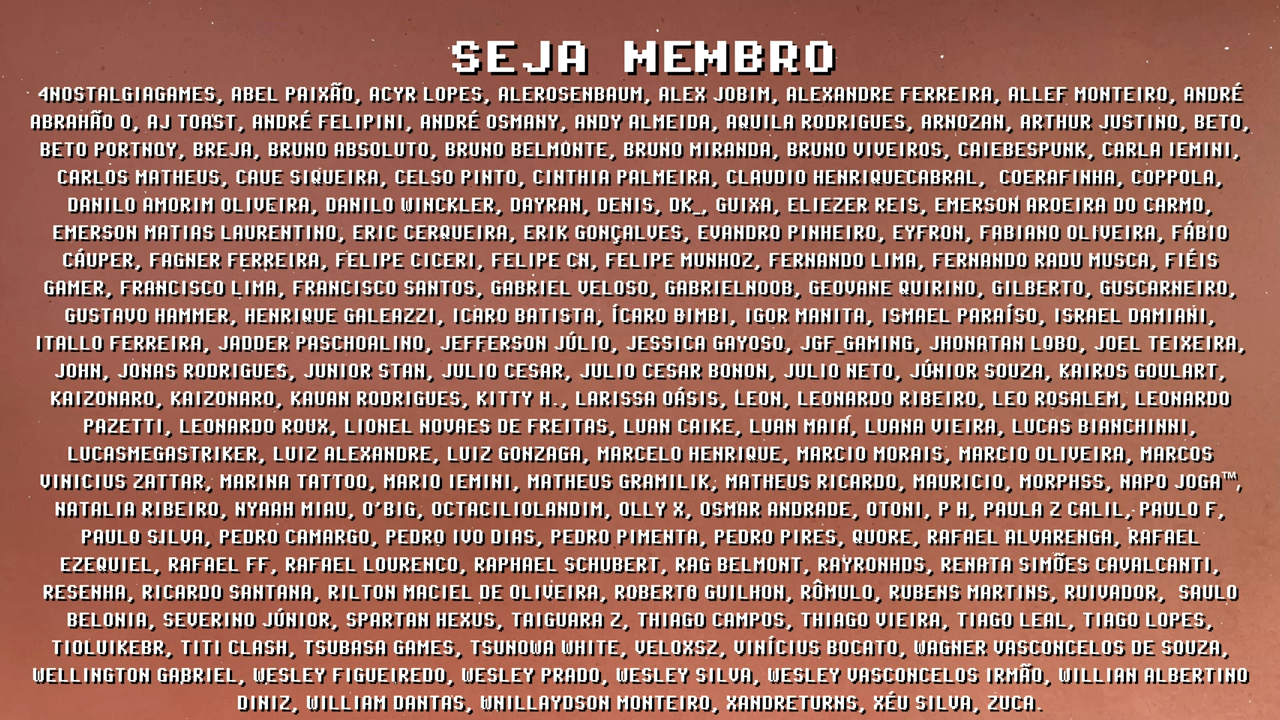 SEJA MEMBRO
4NOSTALGIAGAMES, ABEL PAIXÃO, ACYR LOPES, ALEROSENBAUM, ALEX JOBIM, ALEXANDRE FERREIRA, ALLEF MONTEIRO, ANDRÉ
ABRAHÃO O, AJ TOAST, ANDRÉ FELIPINI, ANDRÉ OSMANY, ANDY ALMEIDA, AQUILA RODRIGUES, ARNOZAN, ARTHUR JUSTINO, BETO,
BETO PORTNOY, BREJA, BRUNO ABSOLUTO, BRUNO BELMONTE, BRUNO MIRANDA, BRUNO VIVEIROS, CAIEBESPUNK, CARLA IEMINI,
CARLOS MATHEUS, CAUE SIQUEIRA, CELSO PINTO, CINTHIA PALMEIRA, CLAUDIO HENRIQUECABRAL, COERAFINHA, COPPOLA,
DANILO AMORIM OLIVEIRA, DANILO WINCKLER, DAYRAN, DENIS, DK_, GUIXA, ELIEZER REIS, EMERSON AROEIRA DO CARMO,
EMERSON MATIAS LAURENTINO, ERIC CERQUEIRA, ERIK GONÇALVES, EVANDRO PINHEIRO, EYFRON, FABIANO OLIVEIRA, FÁBIO
CÁUPER, FAGNER FERREIRA, FELIPE CICERI, FELIPE CN, FELIPE MUNHOZ, FERNANDO LIMA, FERNANDO RADU MUSCA, FIÉIS
GAMER, FRANCISCO LIMA, FRANCISCO SANTOS, GABRIEL VELOSO, GABRIELNOOB, GEOVANE QUIRINO, GILBERTO, GUSCARNEIRO,
GUSTAVO HAMMER, HENRIQUE GALEAZZI, ICARO BATISTA, ÍCARO BIMBI, IGOR MANITA, ISMAEL PARAÍSO, ISRAEL DAMIANI,
ITALLO FERREIRA, JADDER PASCHOALINO, JEFFERSON JÚLIO, JESSICA GAYOSO, JGF_GAMING, JHONATAN LOBO, JOEL TEIXEIRA,
JOHN, JONAS RODRIGUES, JUNIOR STAN, JULIO CESAR, JULIO CESAR BONON, JULIO NETO, JÚNIOR SOUZA, KAIROS GOULART,
KAIZONARO, KAIZONARO, KAUAN RODRIGUES, KITTY H., LARISSA OÁSIS, LEON, LEONARDO RIBEIRO, LEO ROSALEM, LEONARDO
PAZETTI, LEONARDO ROUX, LIONEL NOVAES DE FREITAS, LUAN CAIKE, LUAN MAIA, LUANA VIEIRA, LUCAS BIANCHINNI,
LUCASMEGASTRIKER, LUIZ ALEXANDRE, LUIZ GONZAGA, MARCELO HENRIQUE, MARCIO MORAIS, MARCIO OLIVEIRA, MARCOS
VINICIUS ZATTAR, MARINA TATTOO, MARIO IEMINI, MATHEUS GRAMILIK, MATHEUS RICARDO, MAURICIO, MORPHSS, NAPO JOGA™,
NATALIA RIBEIRO, NYAAH MIAU, O'BIG, OCTACILIOLANDIM, OLLY X, OSMAR ANDRADE, OTONI, P H, PAULA Z CALIL, PAULO F,
PAULO SILVA, PEDRO CAMARGO, PEDRO IVO DIAS, PEDRO PIMENTA, PEDRO PIRES, QUORE, RAFAEL ALVARENGA, RAFAEL
EZEQUIEL, RAFAEL FF, RAFAEL LOURENCO, RAPHAEL SCHUBERT, RAG BELMONT, RAYRONHDS, RENATA SIMÕES CAVALCANTI,
RESENHA, RICARDO SANTANA, RILTON MACIEL DE OLIVEIRA, ROBERTO GUILHON, RÔMULO, RUBENS MARTINS, RUIVADOR, SAULO
BELONIA, SEVERINO JÚNIOR, SPARTAN HEXUS, TAIGUARA Z, THIAGO CAMPOS, THIAGO VIEIRA, TIAGO LEAL, TIAGO LOPES,
TIOLUIKEBR, TITI CLASH, TSUBASA GAMES, TSUNOWA WHITE, VELOXSZ, VINÍCIUS BOCATO, WAGNER VASCONCELOS DE SOUZA,
WELLINGTON GABRIEL, WESLEY FIGUEIREDO, WESLEY PRADO, WESLEY SILVA, WESLEY VASCONCELOS IRMÃO, WILLIAN ALBERTINO
DINIZ, WILLIAM DANTAS, WNILLAYDSON MONTEIRO, XANDRETURNS, XÉU SILVA, ZUCA.